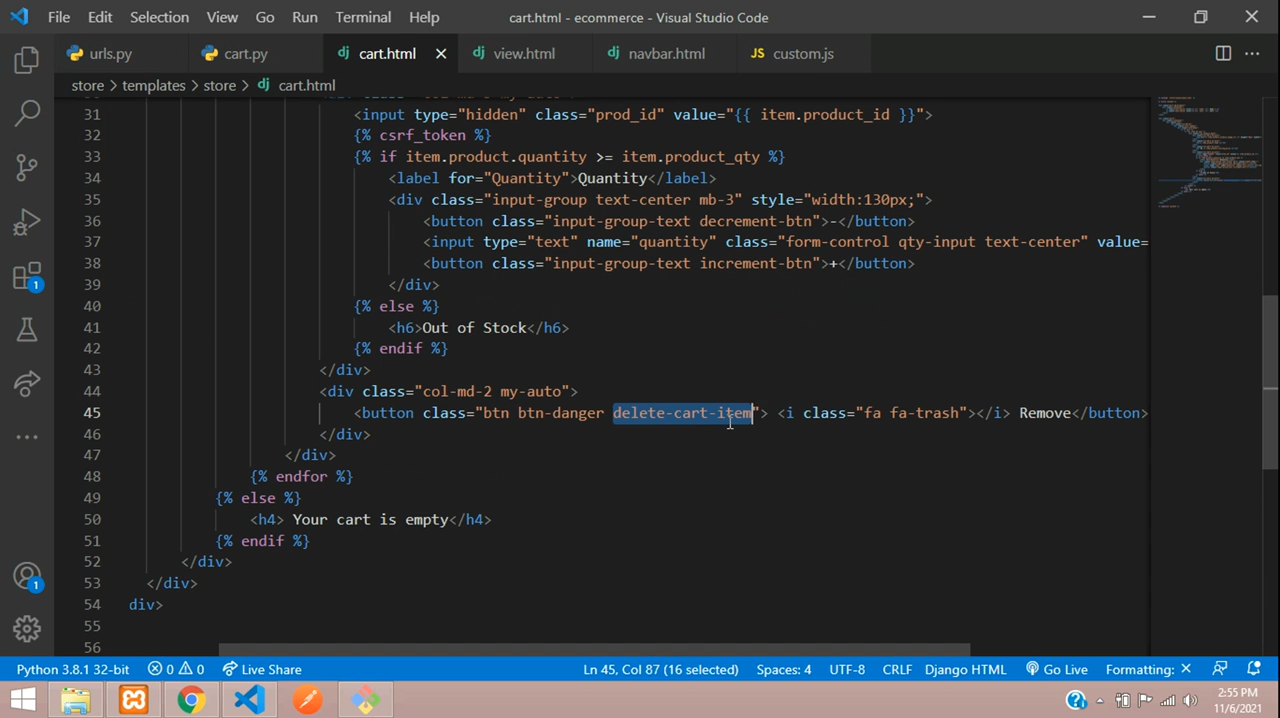 File Edit Selection View Go Run Terminal Help cart.html - ecommerce - Visual Studio Code
urls.py cart.py dj cart.html dj view.html dj navbar.html JS custom.js
store > templates > store > dj cart.html
31 <input type="hidden" class="prod_id" value="{{ item.product_id }}">
32 {% csrf_token %}
33 {% if item.product.quantity >= item.product_qty %}
34 <label for="Quantity">Quantity</label>
35 <div class="input-group text-center mb-3" style="width:130px;">
36 <button class="input-group-text decrement-btn">-</button>
37 <input type="text" name="quantity" class="form-control qty-input text-center" value=
38 <button class="input-group-text increment-btn">+</button>
39 </div>
40 {% else %}
41 <h6>Out of Stock</h6>
42 {% endif %}
43 </div>
44 <div class="col-md-2 my-auto">
45 <button class="btn btn-danger delete-cart-item"> <i class="fa fa-trash"></i> Remove</button>
46 </div>
47 </div>
48 {% endfor %}
49 {% else %}
50 <h4> Your cart is empty</h4>
51 {% endif %}
52 </div>
53 </div>
54 div>
55
56
1
1
Python 3.8.1 32-bit 0 0 Live Share Ln 45, Col 87 (16 selected) Spaces: 4 UTF-8 CRLF Django HTML Go Live Formatting: ×
2:55 PM
11/6/2021